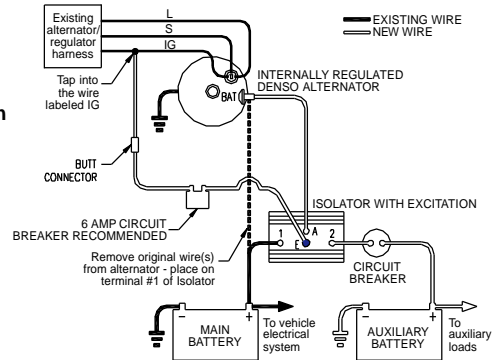 Existing
alternator/
regulator
harness
L
S
IG
EXISTING WIRE
NEW WIRE
Tap into
the wire
labeled IG
BAT
INTERNALLY REGULATED
DENSO ALTERNATOR
n
BUTT
CONNECTOR
6 AMP CIRCUIT
BREAKER RECOMMENDED
ISOLATOR WITH EXCITATION
1
E
A
2
Remove original wire(s)
from alternator - place on
terminal #1 of Isolator
CIRCUIT
BREAKER
–
+
MAIN
BATTERY
To vehicle
electrical
system
–
+
AUXILIARY
BATTERY
To
auxiliary
loads